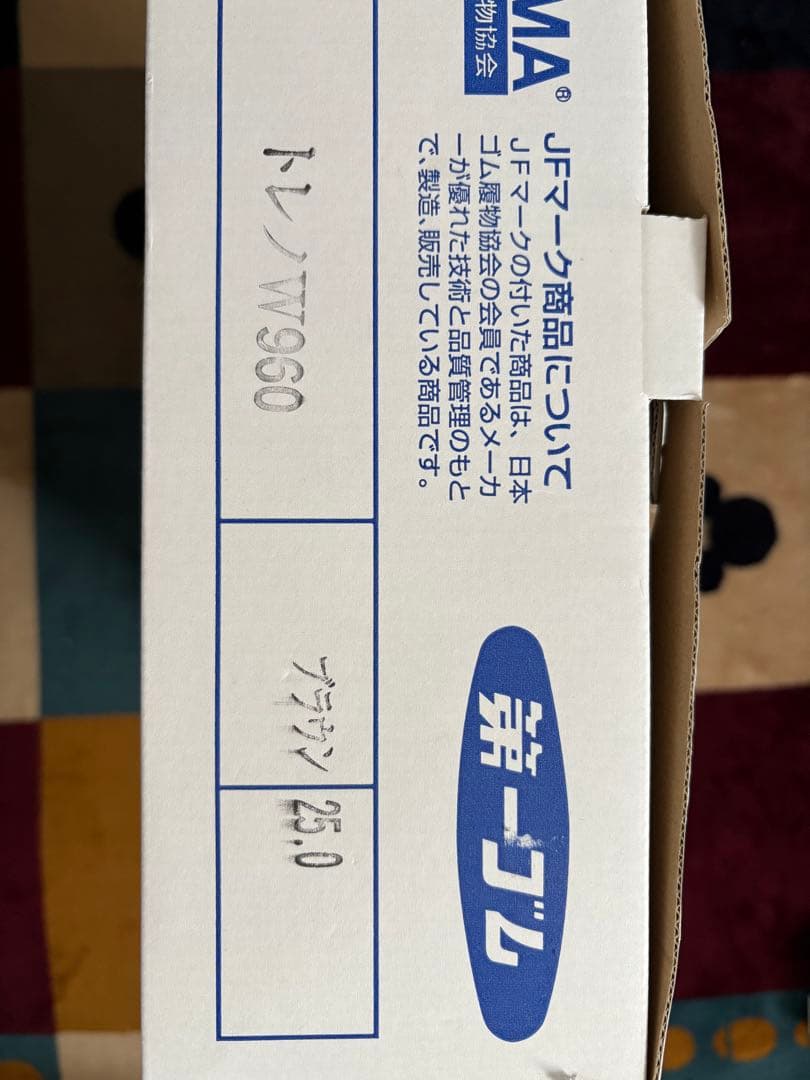 MA®
物協会
JFマーク商品について
JFマークの付いた商品は、日本
ゴム履物協会の会員であるメーカ
ーが優れた技術と品質管理のもと
で、製造、販売している商品です。
トレノW960
ブラウン
25.0
第一ゴム